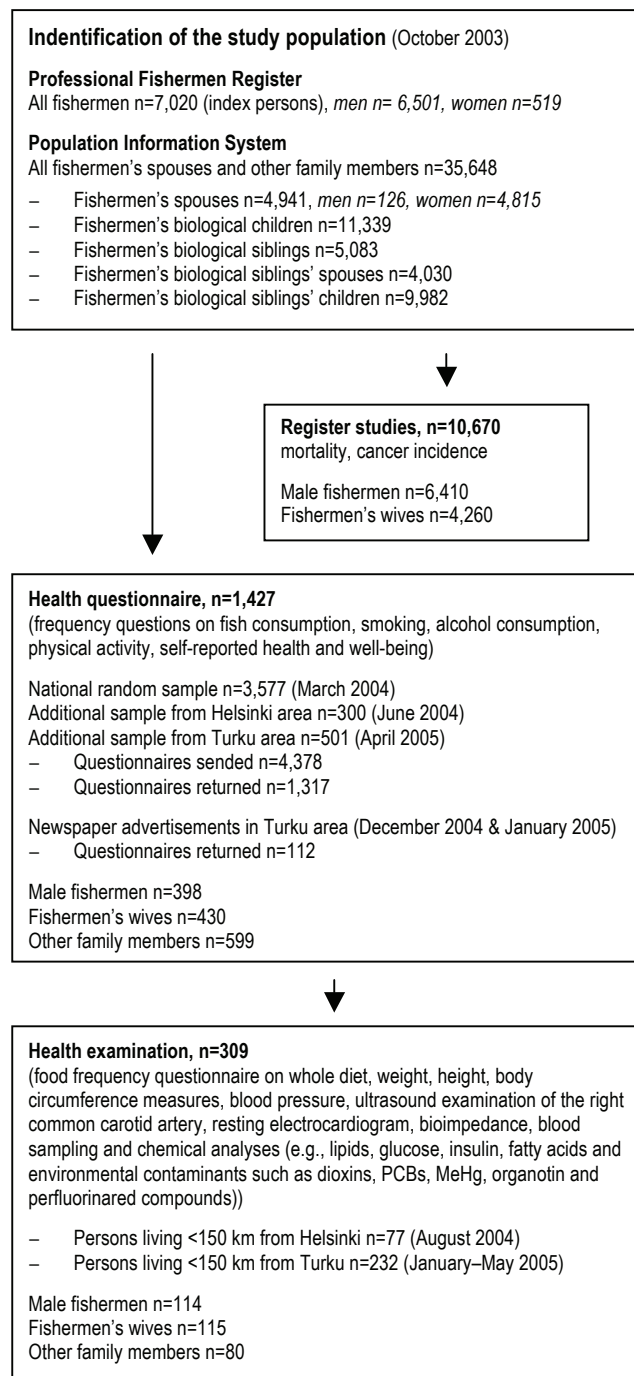 Indentification of the study population (October 2003)
Professional Fishermen Register
All fishermen n=7,020 (index persons), men n= 6,501, women n=519
Population Information System
All fishermen's spouses and other family members n=35,648
– Fishermen's spouses n=4,941, men n=126, women n=4,815
– Fishermen's biological children n=11,339
– Fishermen's biological siblings n=5,083
– Fishermen's biological siblings' spouses n=4,030
– Fishermen's biological siblings' children n=9,982
Register studies, n=10,670
mortality, cancer incidence
Male fishermen n=6,410
Fishermen's wives n=4,260
Health questionnaire, n=1,427
(frequency questions on fish consumption, smoking, alcohol consumption,
physical activity, self-reported health and well-being)
National random sample n=3,577 (March 2004)
Additional sample from Helsinki area n=300 (June 2004)
Additional sample from Turku area n=501 (April 2005)
– Questionnaires sended n=4,378
– Questionnaires returned n=1,317
Newspaper advertisements in Turku area (December 2004 & January 2005)
– Questionnaires returned n=112
Male fishermen n=398
Fishermen's wives n=430
Other family members n=599
Health examination, n=309
(food frequency questionnaire on whole diet, weight, height, body
circumference measures, blood pressure, ultrasound examination of the right
common carotid artery, resting electrocardiogram, bioimpedance, blood
sampling and chemical analyses (e.g., lipids, glucose, insulin, fatty acids and
environmental contaminants such as dioxins, PCBs, MeHg, organotin and
perfluorinared compounds))
– Persons living <150 km from Helsinki n=77 (August 2004)
– Persons living <150 km from Turku n=232 (January–May 2005)
Male fishermen n=114
Fishermen's wives n=115
Other family members n=80